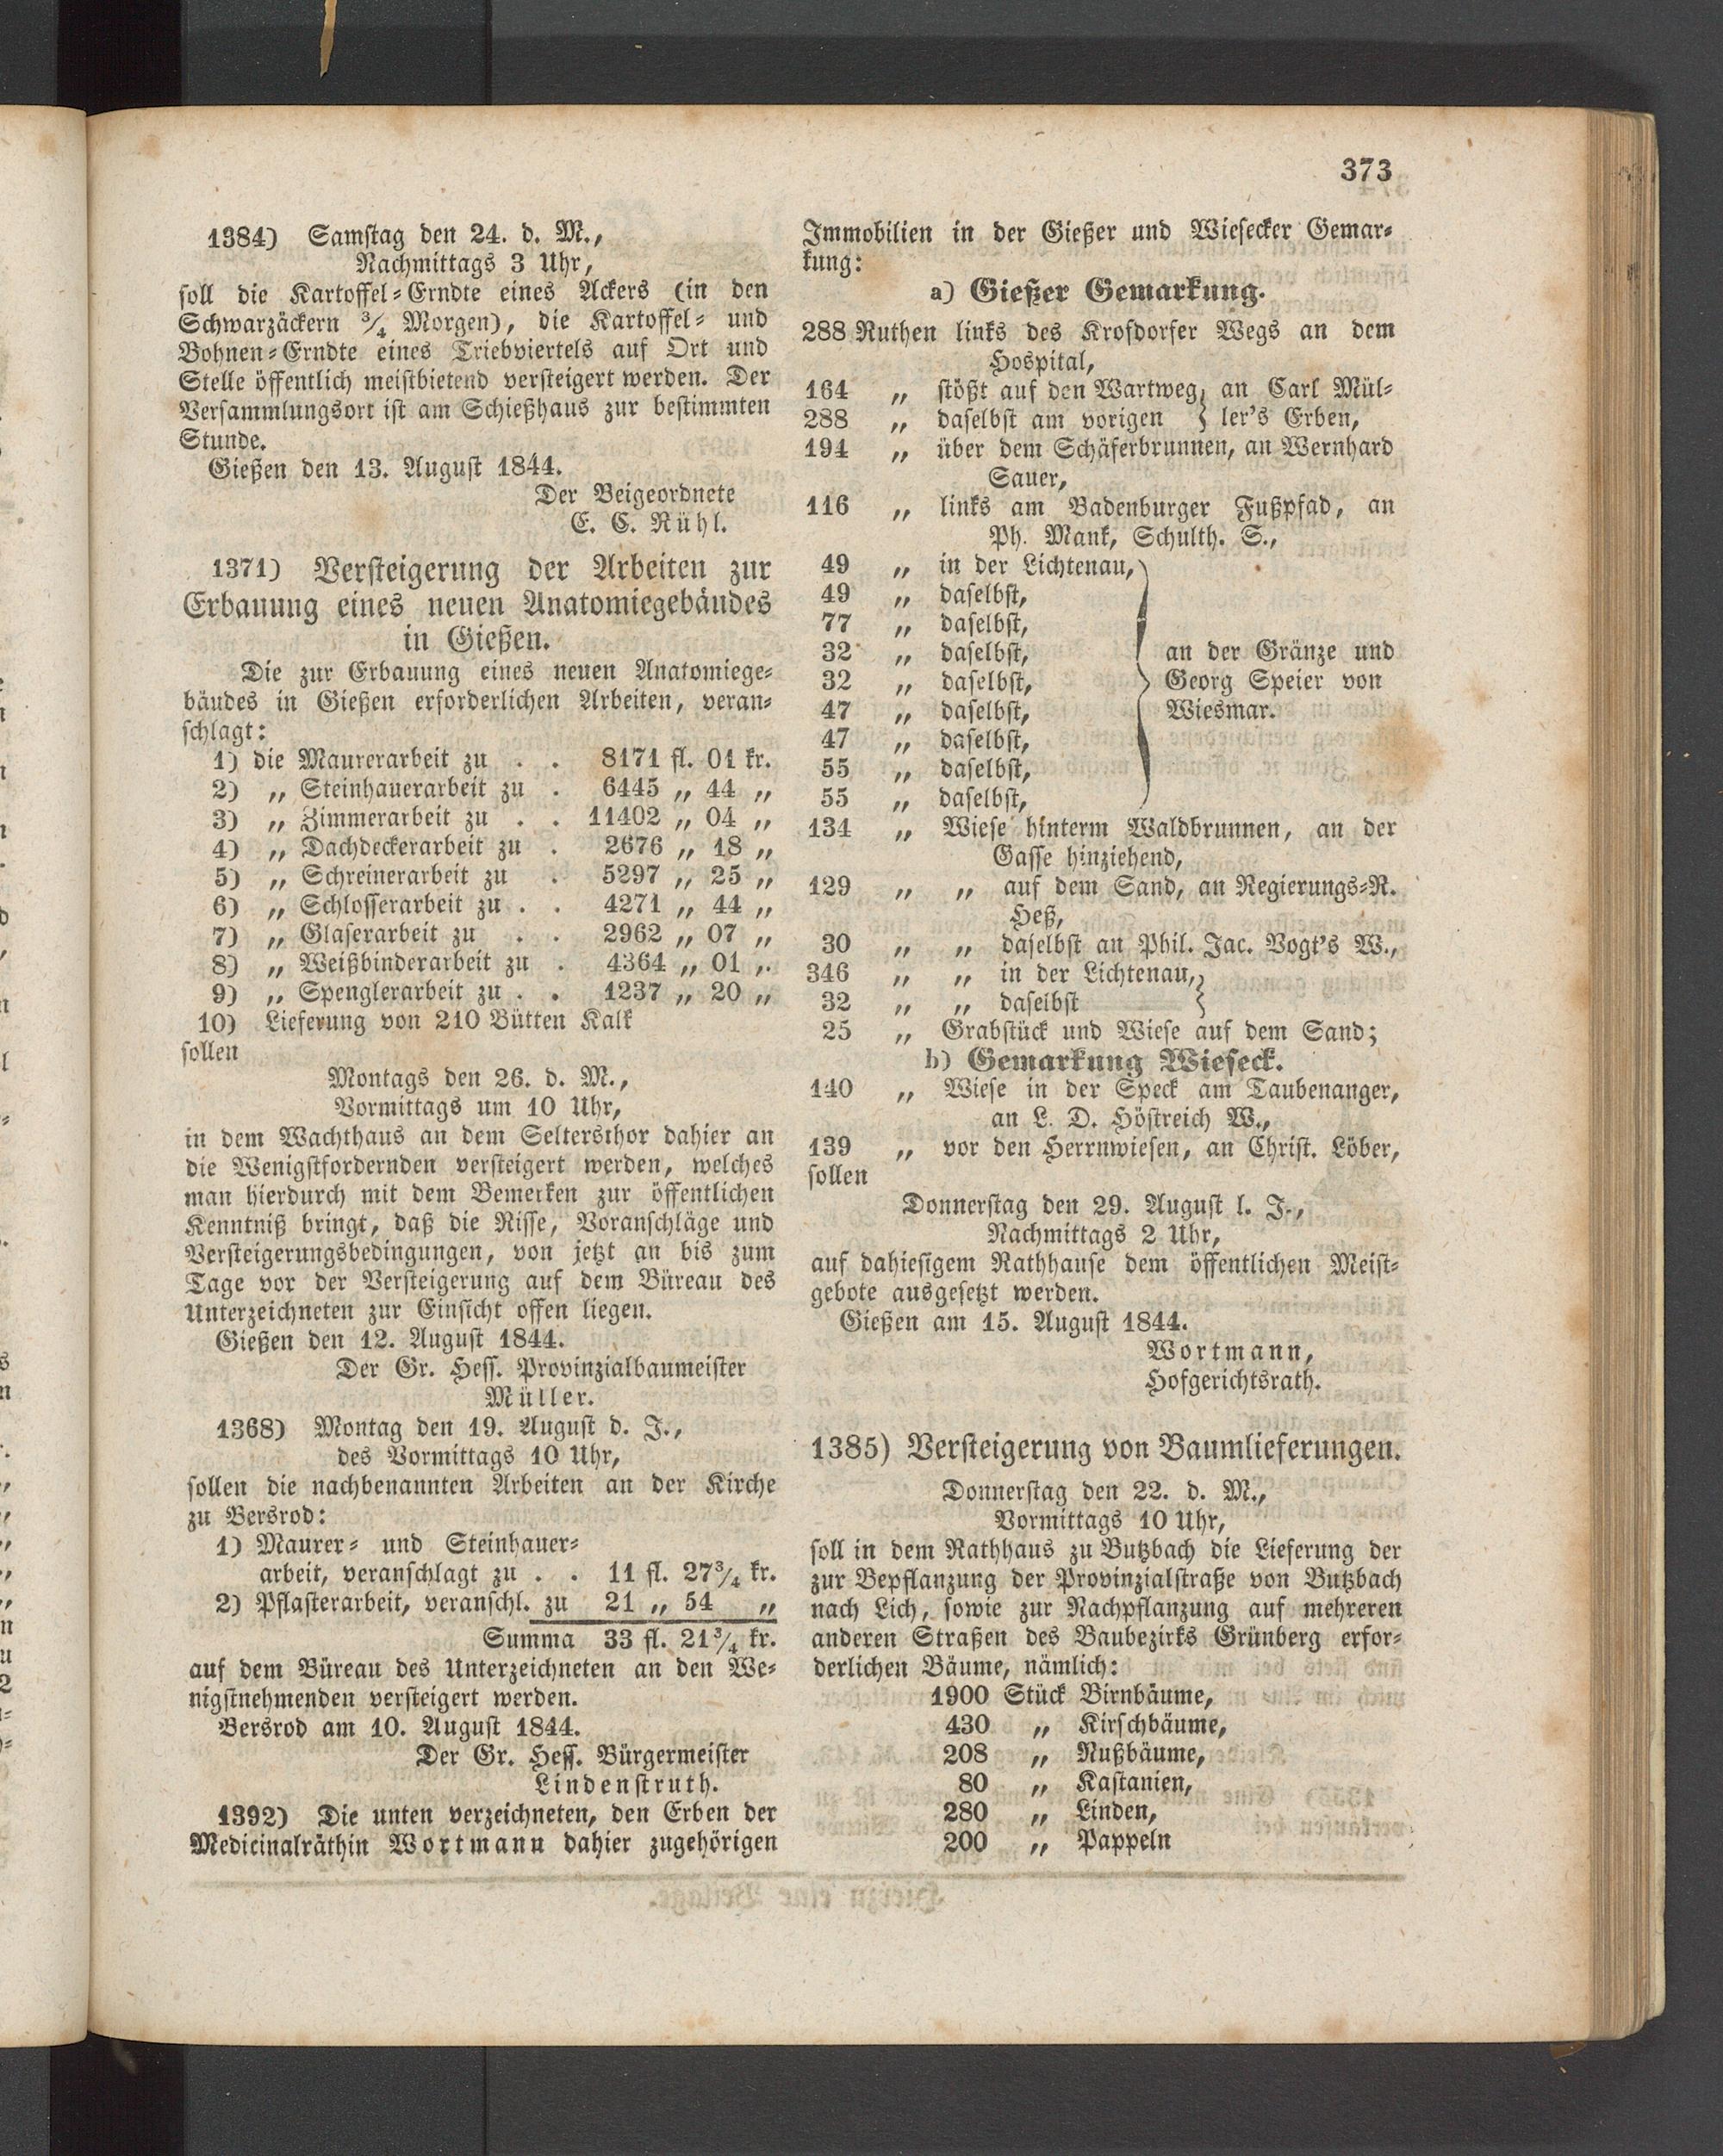 373
1384) Samstag den 24. d. M.,
Nachmittags 3 Uhr,
soll die Kartoffel-Erndte eines Ackers (in den
Schwarzäckern ¾ Morgen), die Kartoffel- und
Bohnen-Erndte eines Triebviertels auf Ort und
Stelle öffentlich meistbietend versteigert werden. Der
Versammlungsort ist am Schießhaus zur bestimmten
Stunde.
Gießen den 13. August 1844.
Der Beigeordnete
E. C. Rühl.
1371) Versteigerung der Arbeiten zur
Erbauung eines neuen Anatomiegebäudes
in Gießen.
Die zur Erbauung eines neuen Anatomiege-
bäudes in Gießen erforderlichen Arbeiten, veran-
schlagt:
1) die Maurerarbeit zu . . 8171 fl. 01 kr.
2) „ Steinhauerarbeit zu . 6445 „ 44 „
3) „ Zimmerarbeit zu . . 11402 „ 04 „
4) „ Dachdeckerarbeit zu . 2676 „ 18 „
5) „ Schreinerarbeit zu . 5297 „ 25 „
6) „ Schlosserarbeit zu . . 4271 „ 44 „
7) „ Glaserarbeit zu . . 2962 „ 07 „
8) „ Weißbinderarbeit zu . 4364 „ 01 „
9) „ Spenglerarbeit zu . . 1237 „ 20 „
10) Lieferung von 210 Bütten Kalk
sollen
Montags den 26. d. M.,
Vormittags um 10 Uhr,
in dem Wachthaus an dem Seltersthor dahier an
die Wenigstfordernden versteigert werden, welches
man hierdurch mit dem Bemerken zur öffentlichen
Kenntniß bringt, daß die Risse, Voranschläge und
Versteigerungsbedingungen, von jetzt an bis zum
Tage vor der Versteigerung auf dem Büreau des
Unterzeichneten zur Einsicht offen liegen.
Gießen den 12. August 1844.
Der Gr. Hess. Provinzialbaumeister
Müller.
1368) Montag den 19. August d. J.,
des Vormittags 10 Uhr,
sollen die nachbenannten Arbeiten an der Kirche
zu Bersrod:
1) Maurer- und Steinhauer-
arbeit, veranschlagt zu . . 11 fl. 27¾ kr.
2) Pflasterarbeit, veranschl. zu 21 „ 54 „
Summa 33 fl. 21¾ kr.
auf dem Büreau des Unterzeichneten an den We-
nigstnehmenden versteigert werden.
Bersrod am 10. August 1844.
Der Gr. Hess. Bürgermeister
Lindenstruth.
1392) Die unten verzeichneten, den Erben der
Medicinalräthin Wortmann dahier zugehörigen
Immobilien in der Gießer und Wiesecker Gemar-
kung:
a) Gießer Gemarkung.
288 Ruthen links des Krofdorfer Wegs an dem
Hospital,
164 „ stößt auf den Wartweg, } an Carl Mül-
288 „ daselbst am vorigen } ler's Erben,
194 „ über dem Schäferbrunnen, an Wernhard
Sauer,
116 „ links am Badenburger Fußpfad, an
Ph. Mank, Schulth. S.,
49 „ in der Lichtenau,
49 „ daselbst,
77 „ daselbst,
32 „ daselbst, an der Gränze und
32 „ daselbst, } Georg Speier von
47 „ daselbst, Wiesmar.
47 „ daselbst,
55 „ daselbst,
55 „ daselbst,
134 „ Wiese hinterm Waldbrunnen, an der
Gasse hinziehend,
129 „ „ auf dem Sand, an Regierungs-R.
Heß,
30 „ „ daselbst an Phil. Jac. Vogt's W.,
346 „ „ in der Lichtenau, }
32 „ „ daselbst }
25 „ Grabstück und Wiese auf dem Sand;
b) Gemarkung Wieseck.
140 „ Wiese in der Speck am Taubenanger,
an L. D. Höstreich W.,
139 „ vor den Herrnwiesen, an Christ. Löber,
sollen
Donnerstag den 29. August l. J.,
Nachmittags 2 Uhr,
auf dahiesigem Rathhause dem öffentlichen Meist-
gebote ausgesetzt werden.
Gießen am 15. August 1844.
Wortmann,
Hofgerichtsrath.
1385) Versteigerung von Baumlieferungen.
Donnerstag den 22. d. M.,
Vormittags 10 Uhr,
soll in dem Rathhaus zu Butzbach die Lieferung der
zur Bepflanzung der Provinzialstraße von Butzbach
nach Lich, sowie zur Nachpflanzung auf mehreren
anderen Straßen des Baubezirks Grünberg erfor-
derlichen Bäume, nämlich:
1900 Stück Birnbäume,
430 „ Kirschbäume,
208 „ Nußbäume,
80 „ Kastanien,
280 „ Linden,
200 „ Pappeln